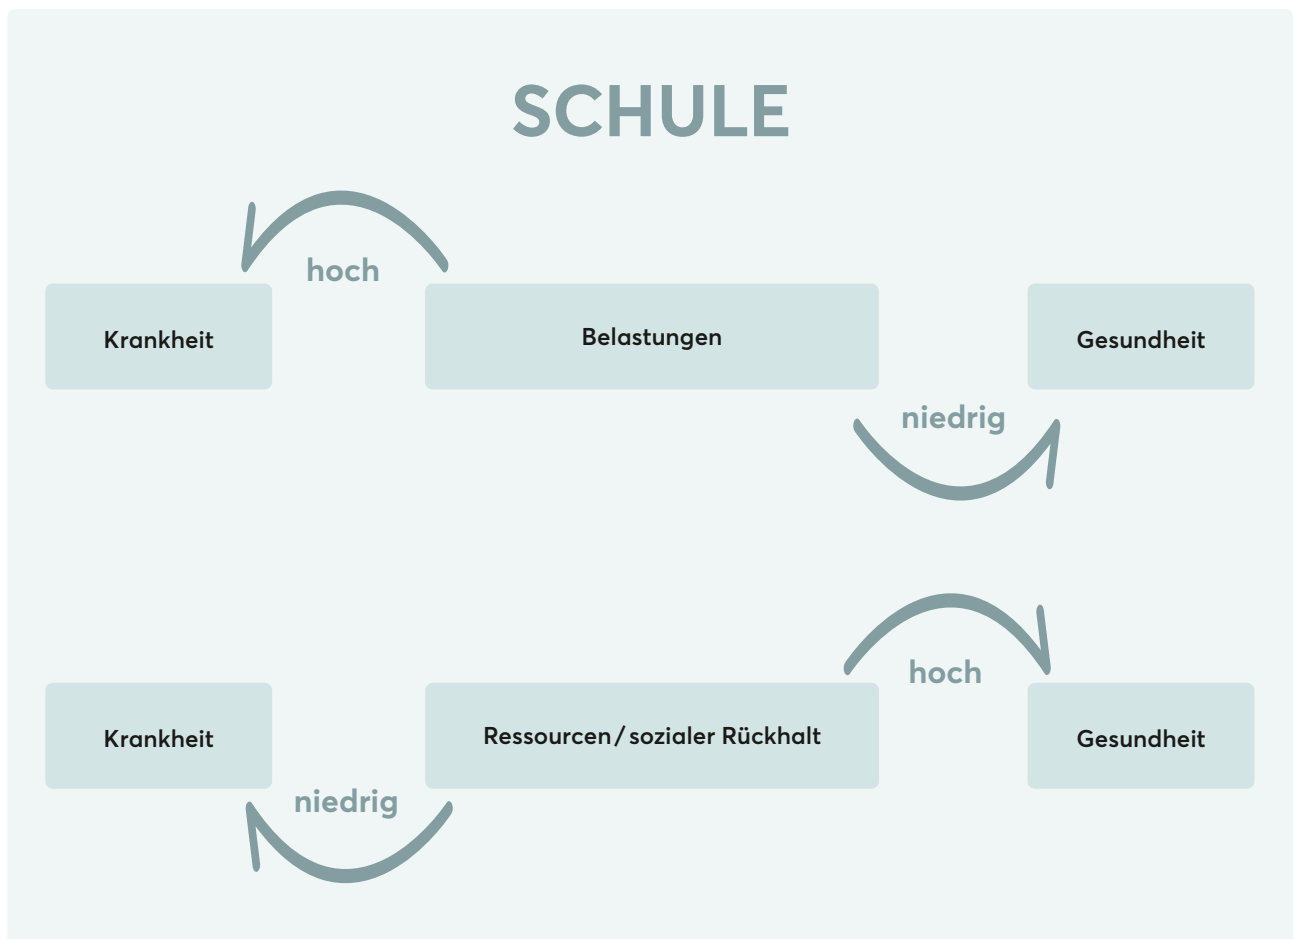 SCHULE
hoch
Krankheit
Belastungen
Gesundheit
niedrig
hoch
Krankheit
Ressourcen / sozialer Rückhalt
Gesundheit
niedrig